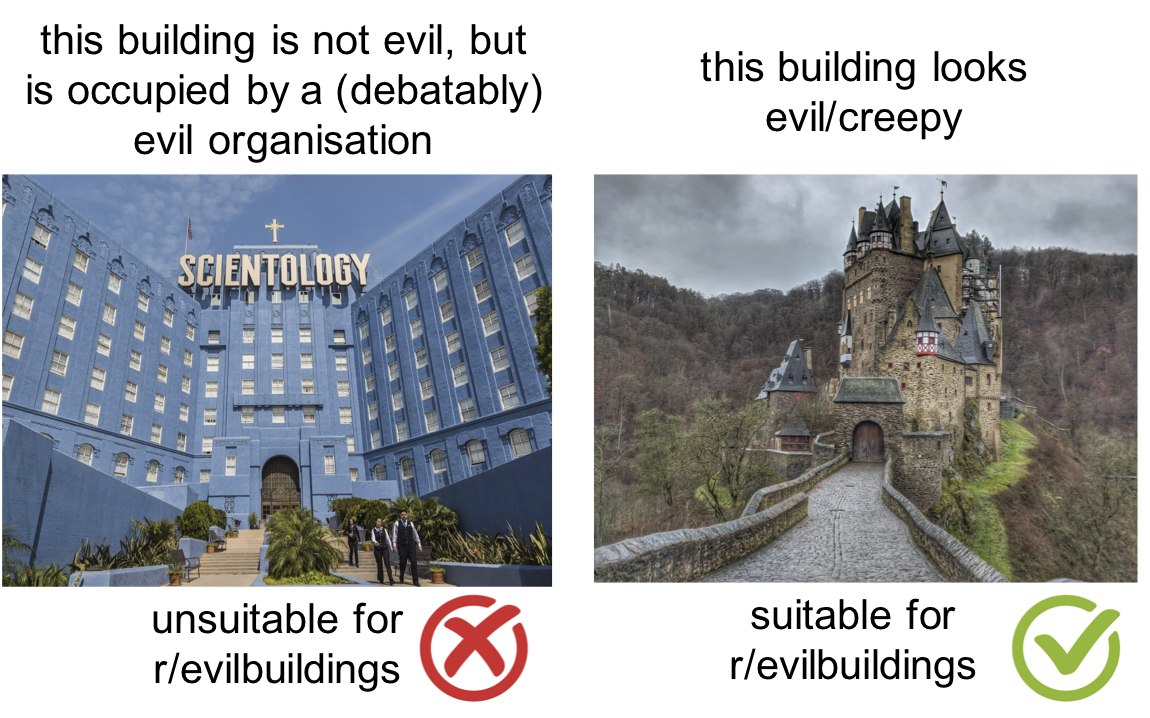 this building is not evil, but
is occupied by a (debatably)
evil organisation
SCIENTOLOGY
unsuitable for
r/evilbuildings
this building looks
evil/creepy
suitable for
r/evilbuildings